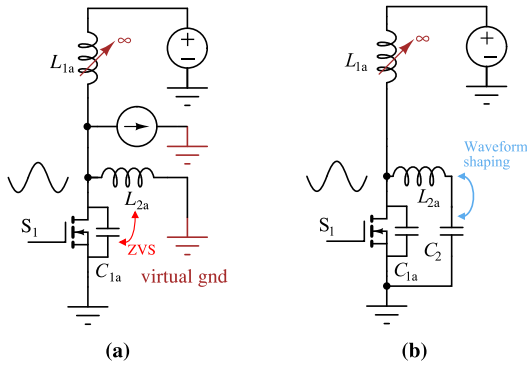 ∞
L1a
+
−
L2a
S1
ZVS
C1a
virtual gnd
(a)
∞
L1a
+
−
Waveform
shaping
L2a
S1
C1a
C2
(b)